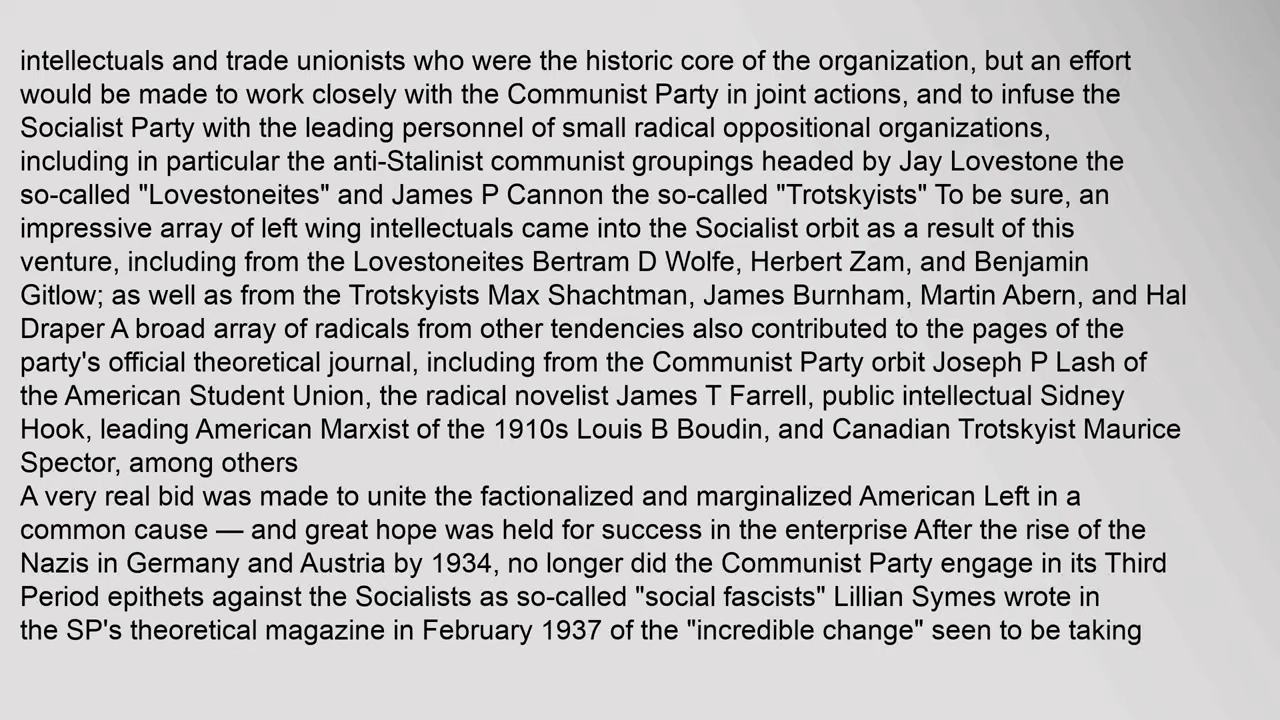 intellectuals and trade unionists who were the historic core of the organization, but an effort
would be made to work closely with the Communist Party in joint actions, and to infuse the
Socialist Party with the leading personnel of small radical oppositional organizations,
including in particular the anti-Stalinist communist groupings headed by Jay Lovestone the
so-called "Lovestoneites" and James P Cannon the so-called "Trotskyists" To be sure, an
impressive array of left wing intellectuals came into the Socialist orbit as a result of this
venture, including from the Lovestoneites Bertram D Wolfe, Herbert Zam, and Benjamin
Gitlow; as well as from the Trotskyists Max Shachtman, James Burnham, Martin Abern, and Hal
Draper A broad array of radicals from other tendencies also contributed to the pages of the
party's official theoretical journal, including from the Communist Party orbit Joseph P Lash of
the American Student Union, the radical novelist James T Farrell, public intellectual Sidney
Hook, leading American Marxist of the 1910s Louis B Boudin, and Canadian Trotskyist Maurice
Spector, among others
A very real bid was made to unite the factionalized and marginalized American Left in a
common cause — and great hope was held for success in the enterprise After the rise of the
Nazis in Germany and Austria by 1934, no longer did the Communist Party engage in its Third
Period epithets against the Socialists as so-called "social fascists" Lillian Symes wrote in
the SP's theoretical magazine in February 1937 of the "incredible change" seen to be taking